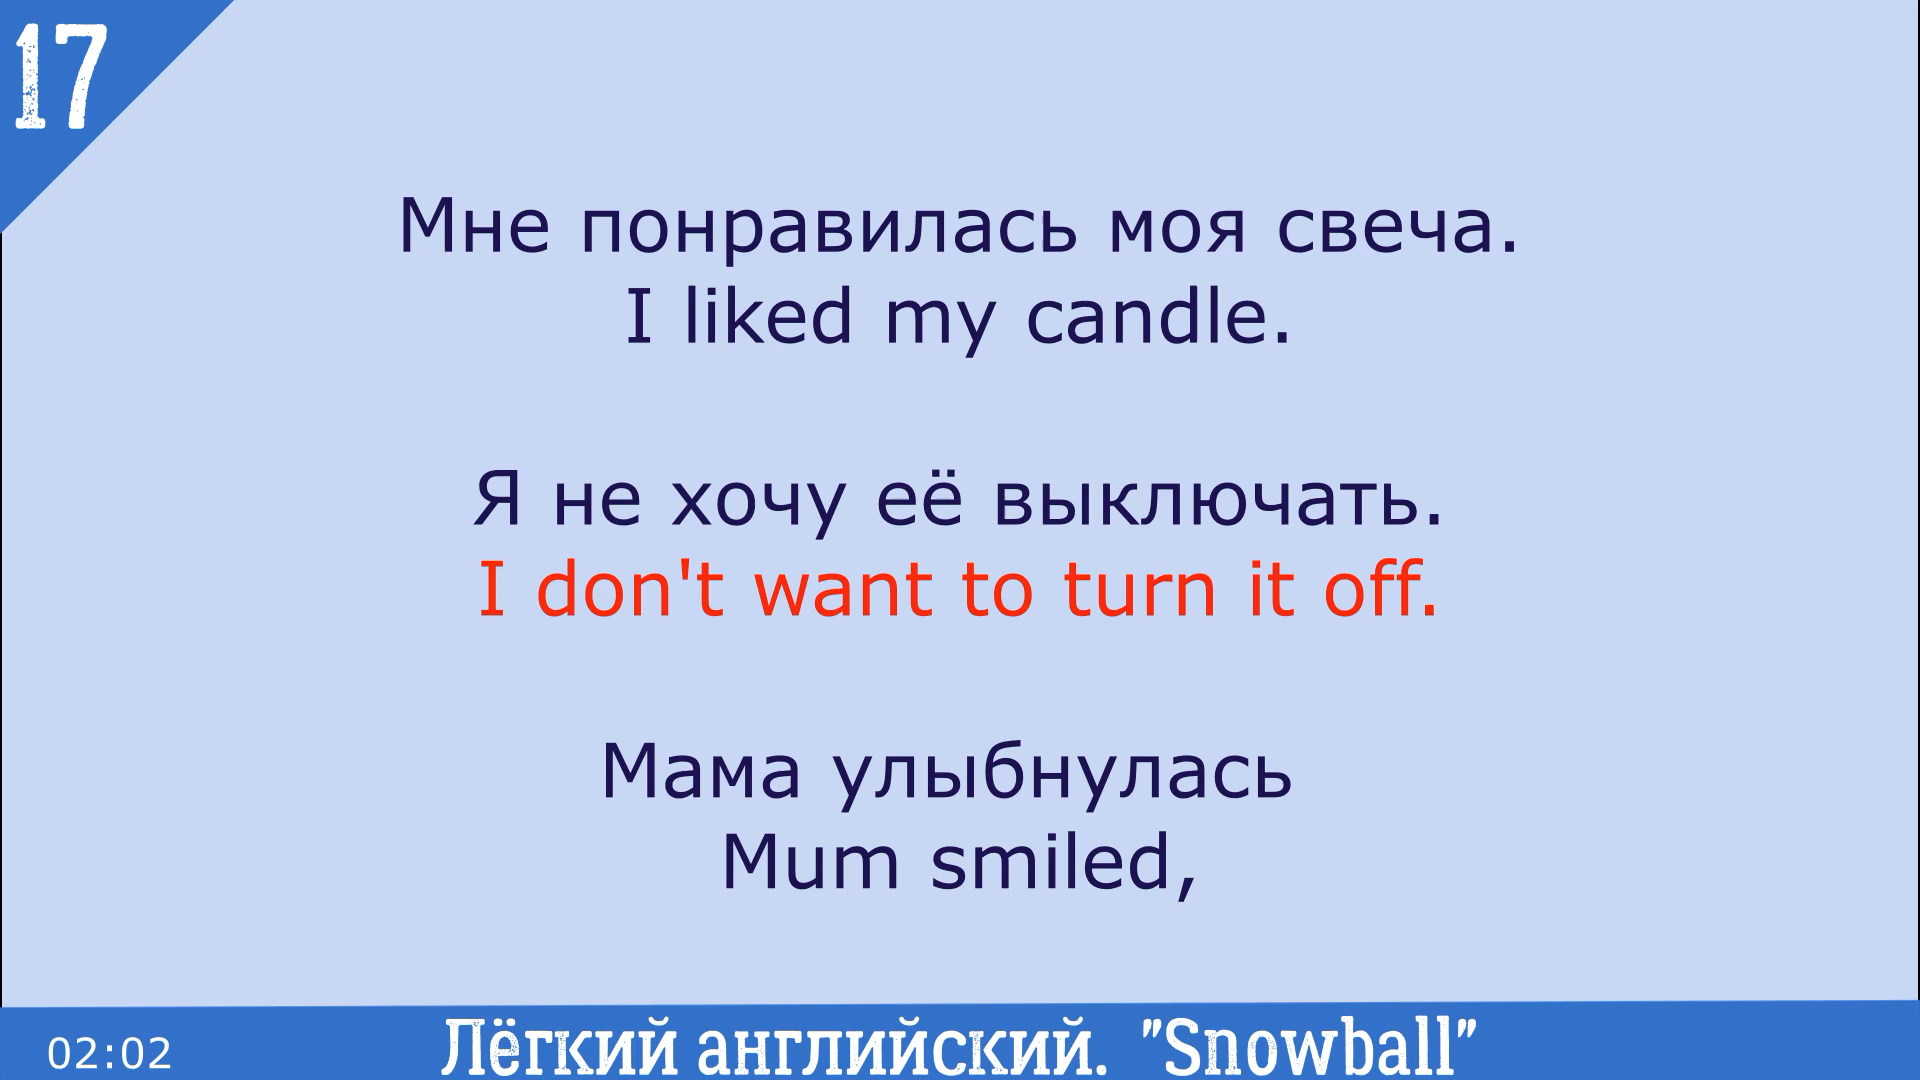 17
Мне понравилась моя свеча.
I liked my candle.
Я не хочу её выключать.
I don't want to turn it off.
Мама улыбнулась
Mum smiled,
02:02
Лёгкий английский. "Snowball"